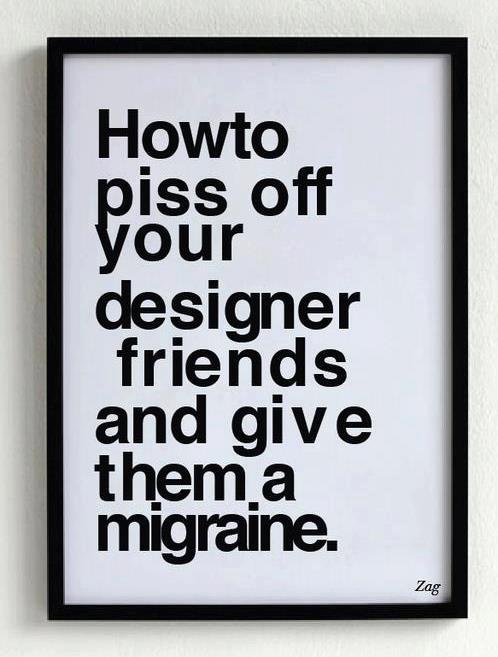 Howto
piss off
your
designer
friends
and give
them a
migraine.
Zag